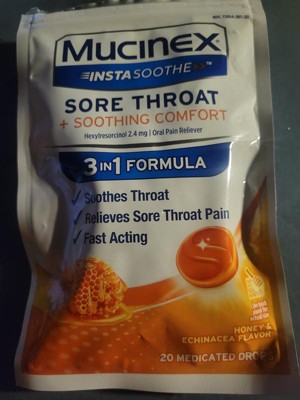 Mucinex
INSTASOOTHE™
SORE THROAT
+ SOOTHING COMFORT
Hexylresorcinol 2.4 mg | Oral Pain Reliever
3 IN 1 FORMULA
✓ Soothes Throat
✓ Relieves Sore Throat Pain
✓ Fast Acting
HONEY &
ECHINACEA FLAVOR
20 MEDICATED DROPS